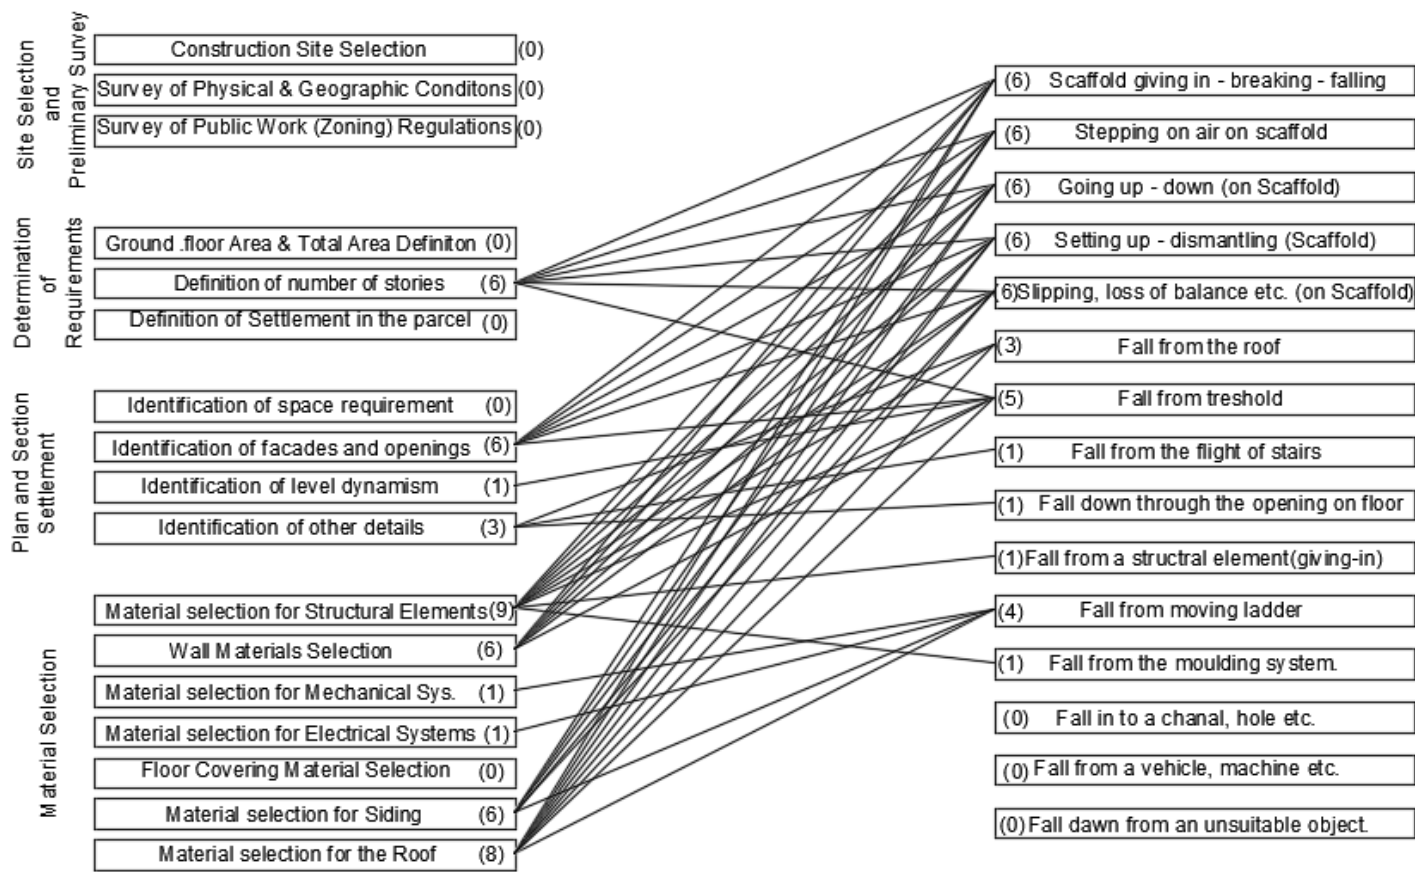 Site Selection
and
Preliminary Survey
Construction Site Selection (0)
Survey of Physical & Geographic Conditons (0)
Survey of Public Work (Zoning) Regulations (0)
Determination
of
Requirements
Ground .floor Area & Total Area Definiton (0)
Definition of number of stories (6)
Definition of Settlement in the parcel (0)
Plan and Section
Settlement
Identification of space requirement (0)
Identification of facades and openings (6)
Identification of level dynamism (1)
Identification of other details (3)
Material Selection
Material selection for Structural Elements (9)
Wall Materials Selection (6)
Material selection for Mechanical Sys. (1)
Material selection for Electrical Systems (1)
Floor Covering Material Selection (0)
Material selection for Siding (6)
Material selection for the Roof (8)
(6) Scaffold giving in - breaking - falling
(6) Stepping on air on scaffold
(6) Going up - down (on Scaffold)
(6) Setting up - dismantling (Scaffold)
(6) Slipping, loss of balance etc. (on Scaffold)
(3) Fall from the roof
(5) Fall from treshold
(1) Fall from the flight of stairs
(1) Fall down through the opening on floor
(1) Fall from a structral element(giving-in)
(4) Fall from moving ladder
(1) Fall from the moulding system.
(0) Fall in to a chanal, hole etc.
(0) Fall from a vehicle, machine etc.
(0) Fall dawn from an unsuitable object.